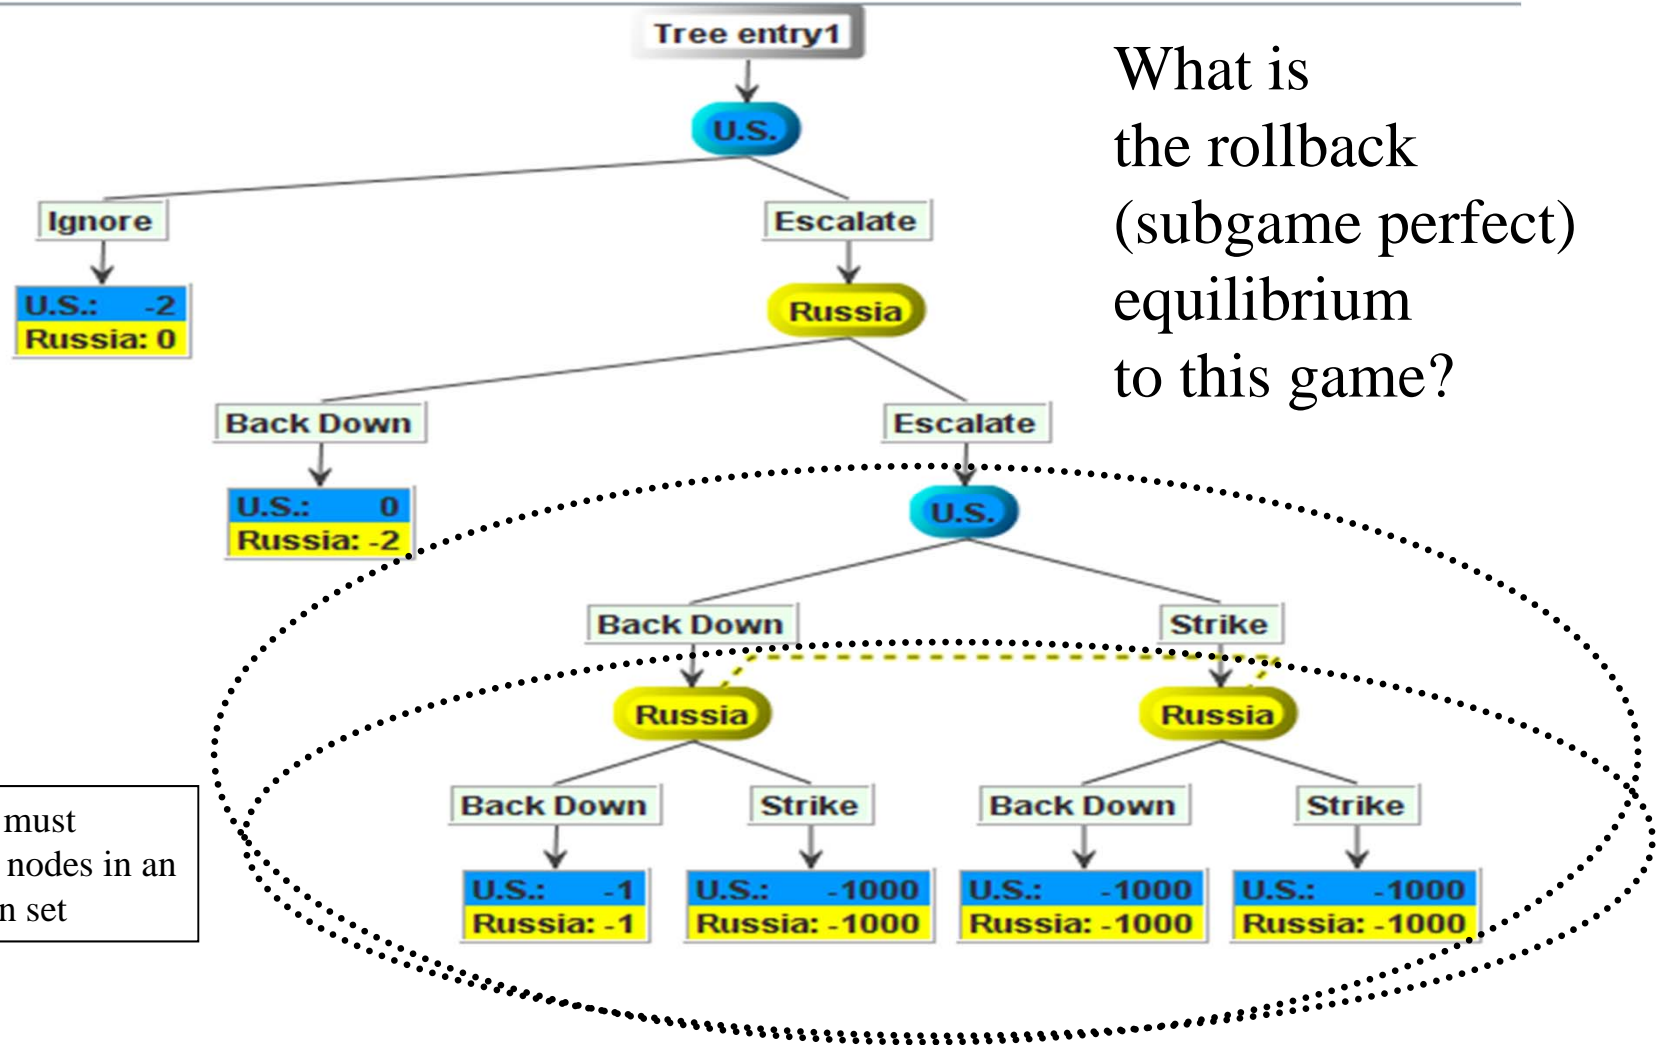 Tree entry1
What is
the rollback
(subgame perfect)
equilibrium
to this game?
U.S.
Ignore
Escalate
U.S.: -2
Russia: 0
Russia
Back Down
Escalate
U.S.: 0
Russia: -2
U.S.
Back Down
Strike
Russia
Russia
Back Down
Strike
Back Down
Strike
U.S.: -1
Russia: -1
U.S.: -1000
Russia: -1000
U.S.: -1000
Russia: -1000
U.S.: -1000
Russia: -1000
must
nodes in an
n set